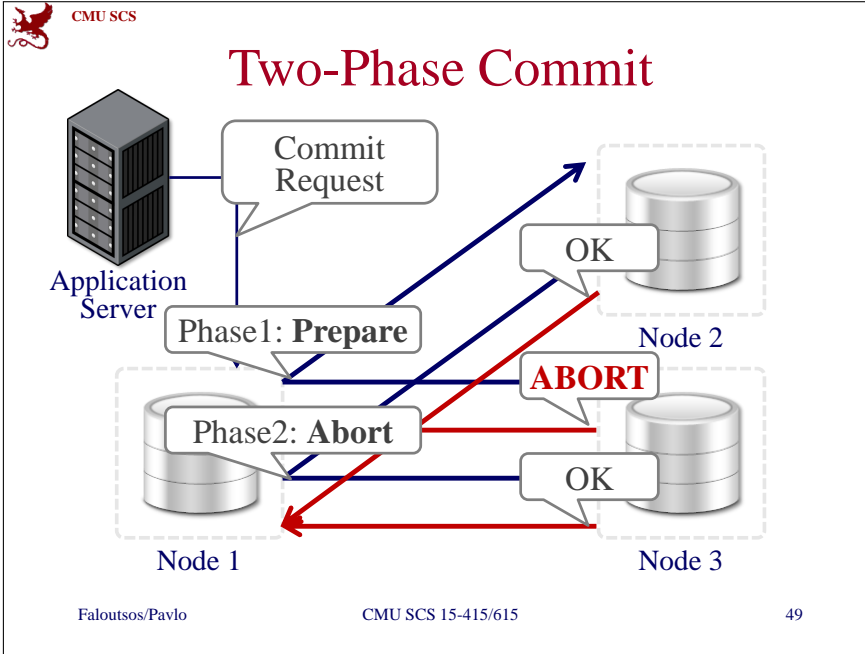 CMU SCS
Two-Phase Commit
Commit
Request
Application
Server
OK
Phase1: Prepare
Node 2
ABORT
Phase2: Abort
OK
Node 1
Node 3
Faloutsos/Pavlo
CMU SCS 15-415/615
49